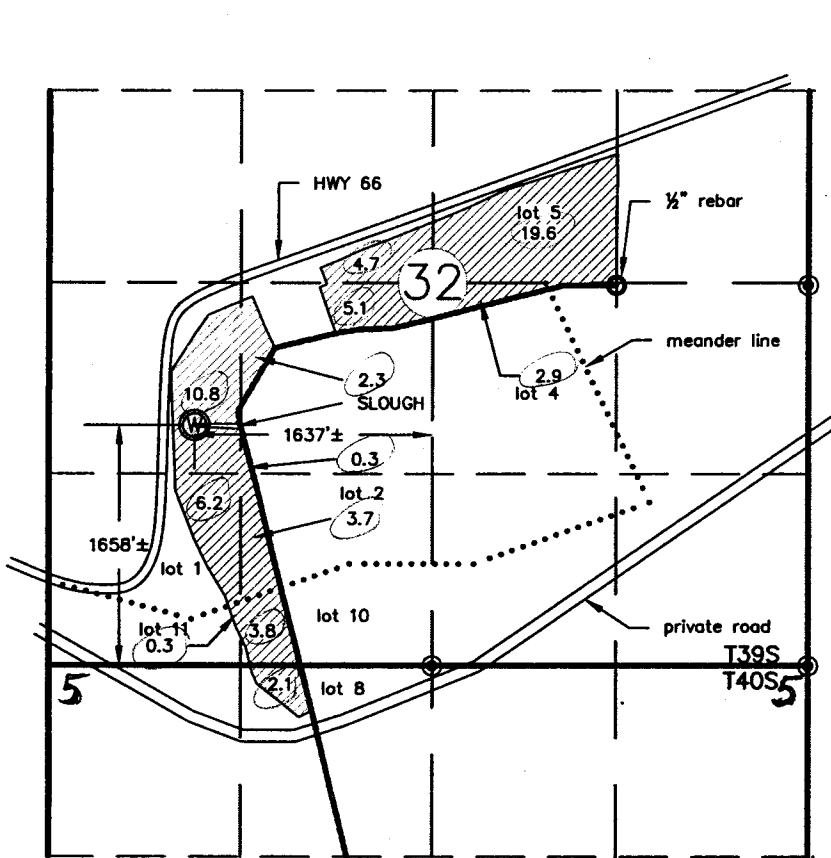 HWY 66
½" rebar
lot 5
19.6
4.7
32
5.1
meander line
2.3
2.9
lot 4
10.8
SLOUGH
W
1637'±
0.3
lot 2
6.2
3.7
1658'±
lot 1
lot 10
lot 11
3.8
private road
0.3
T39S
2.1
lot 8
T40S
5
5